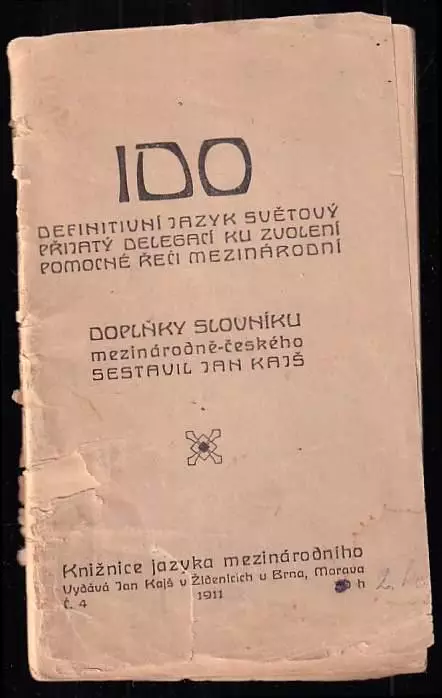 IDO
DEFINITIVNÍ JAZYK SVĚTOVÝ
PŘIJATÝ DELEGACÍ KU ZVOLENÍ
POMOCNÉ ŘEČI MEZINÁRODNÍ
DOPLŇKY SLOVNÍKU
mezinárodně-českého
SESTAVIL JAN KAJŠ
Knižnice jazyka mezinárodního
Vydává Jan Kajš v Židenicích u Brna, Morava
č. 4 1911 h